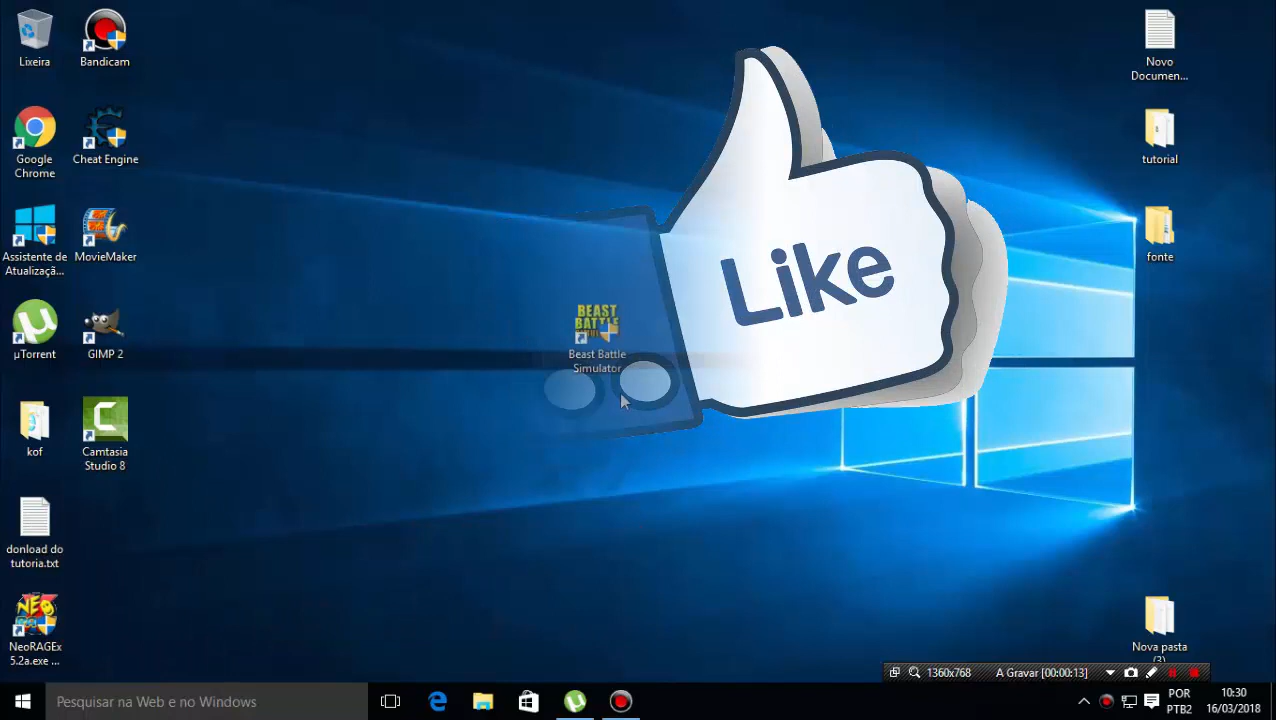 Lixeira
Bandicam
Google
Chrome
Cheat Engine
Assistente de
Atualizaçã...
MovieMaker
µTorrent
GIMP 2
kof
Camtasia
Studio 8
donload do
tutoria.txt
NeoRAGEx
5.2a.exe ...
BEAST
BATTLE
Beast Battle
Simulator
Like
Novo
Documen...
tutorial
fonte
Nova pasta
(3)
1360x768
A Gravar [00:00:13]
Pesquisar na Web e no Windows
POR
PTB2
10:30
16/03/2018